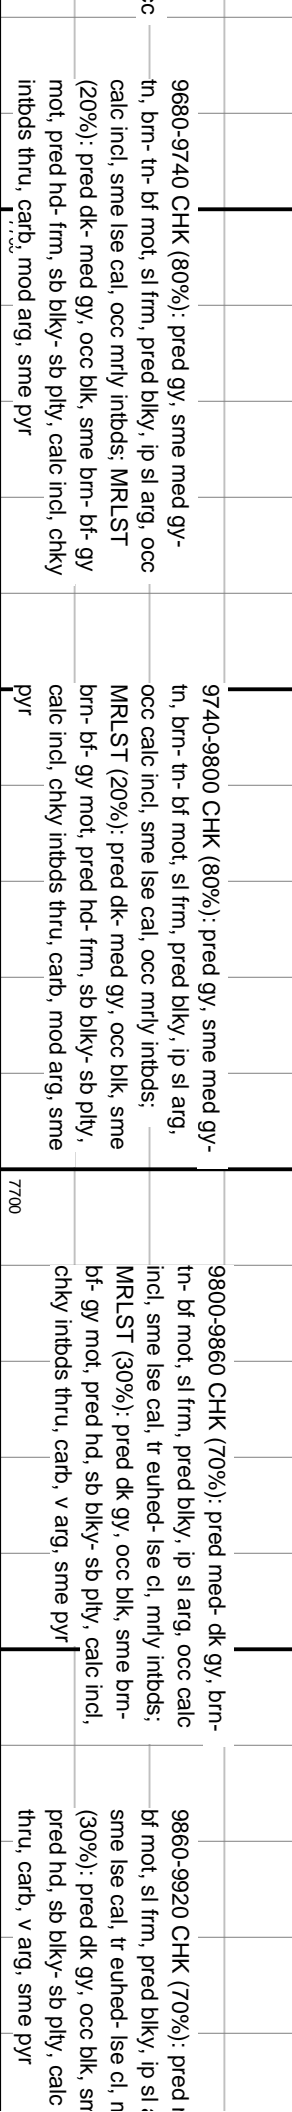 cc
9680-9740 CHK (80%): pred gy, sme med gy-
tn, brn- tn- bf mot, sl frm, pred blky, ip sl arg, occ
calc incl, sme lse cal, occ mrly intbds; MRLST
(20%): pred dk- med gy, occ blk, sme brn- bf- gy
mot, pred hd- frm, sb blky- sb plty, calc incl, chky
intbds thru, carb, mod arg, sme pyr
9740-9800 CHK (80%): pred gy, sme med gy-
tn, brn- tn- bf mot, sl frm, pred blky, ip sl arg,
occ calc incl, sme lse cal, occ mrly intbds;
MRLST (20%): pred dk- med gy, occ blk, sme
brn- bf- gy mot, pred hd- frm, sb blky- sb plty,
calc incl, chky intbds thru, carb, mod arg, sme
pyr
7700
9800-9860 CHK (70%): pred med- dk gy, brn-
tn- bf mot, sl frm, pred blky, ip sl arg, occ calc
incl, sme lse cal, tr euhed- lse cl, mrly intbds;
MRLST (30%): pred dk gy, occ blk, sme brn-
bf- gy mot, pred hd, sb blky- sb plty, calc incl,
chky intbds thru, carb, v arg, sme pyr
9860-9920 CHK (70%): pred
bf mot, sl frm, pred blky, ip sl
sme lse cal, tr euhed- lse cl,
(30%): pred dk gy, occ blk,
pred hd, sb blky- sb plty, calc
thru, carb, v arg, sme pyr